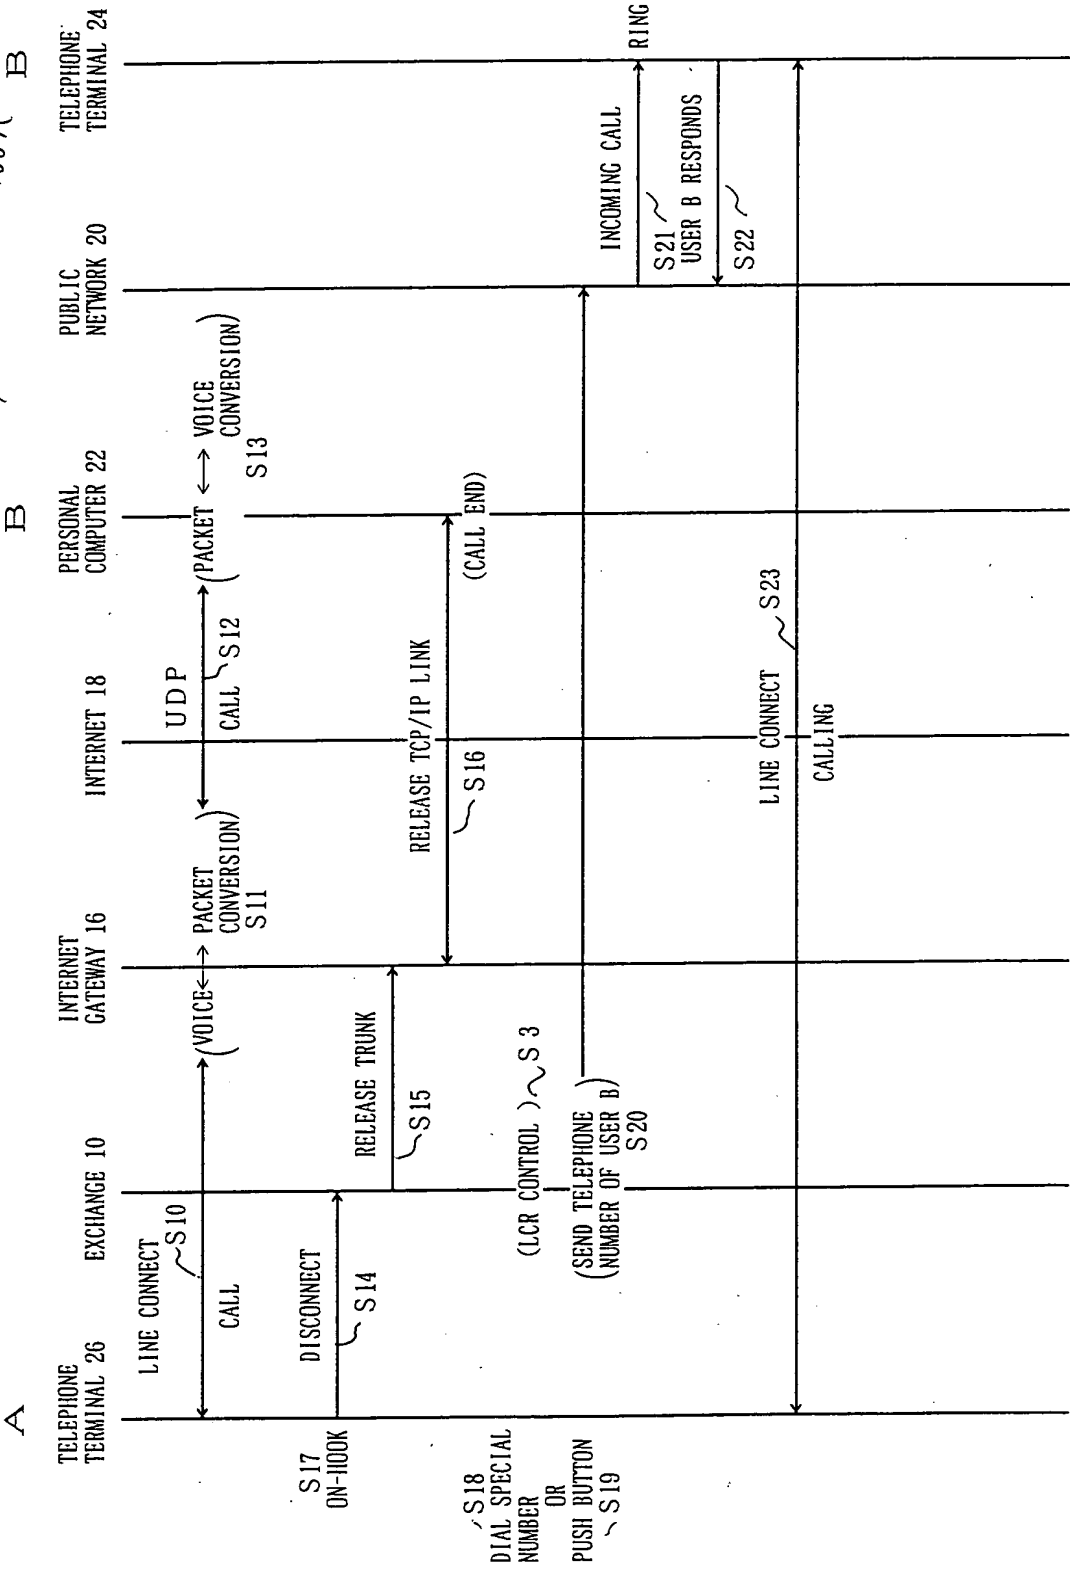 A
B
B
TELEPHONE
TERMINAL 26
EXCHANGE 10
INTERNET
GATEWAY 16
INTERNET 18
PERSONAL
COMPUTER 22
PUBLIC
NETWORK 20
TELEPHONE
TERMINAL 24
LINE CONNECT
S10
CALL
(VOICE
PACKET
CONVERSION)
S11
UDP
CALL
S12
(PACKET
VOICE
CONVERSION)
S13
S17
ON-HOOK
DISCONNECT
S14
RELEASE TRUNK
S15
RELEASE TCP/IP LINK
S16
(CALL END)
S18
DIAL SPECIAL
NUMBER
OR
PUSH BUTTON
S19
(LCR CONTROL)
S3
(SEND TELEPHONE
NUMBER OF USER B)
S20
INCOMING CALL
RING
S21
USER B RESPONDS
S22
LINE CONNECT
S23
CALLING